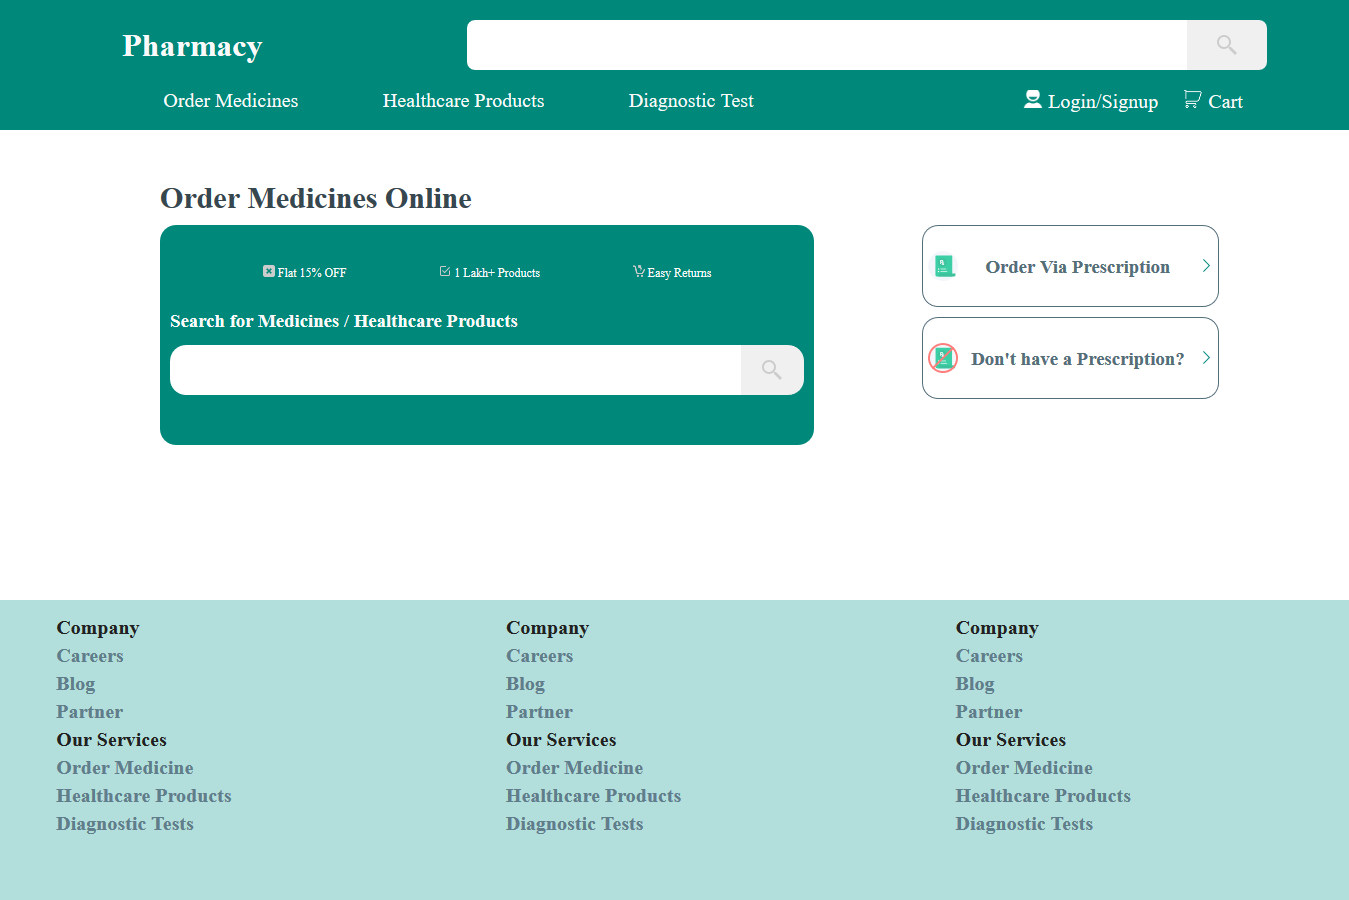 Pharmacy
Order Medicines
Healthcare Products
Diagnostic Test
Login/Signup
Cart
Order Medicines Online
Flat 15% OFF
1 Lakh+ Products
Easy Returns
Search for Medicines / Healthcare Products
Order Via Prescription
Don't have a Prescription?
Company
Careers
Blog
Partner
Our Services
Order Medicine
Healthcare Products
Diagnostic Tests
Company
Careers
Blog
Partner
Our Services
Order Medicine
Healthcare Products
Diagnostic Tests
Company
Careers
Blog
Partner
Our Services
Order Medicine
Healthcare Products
Diagnostic Tests